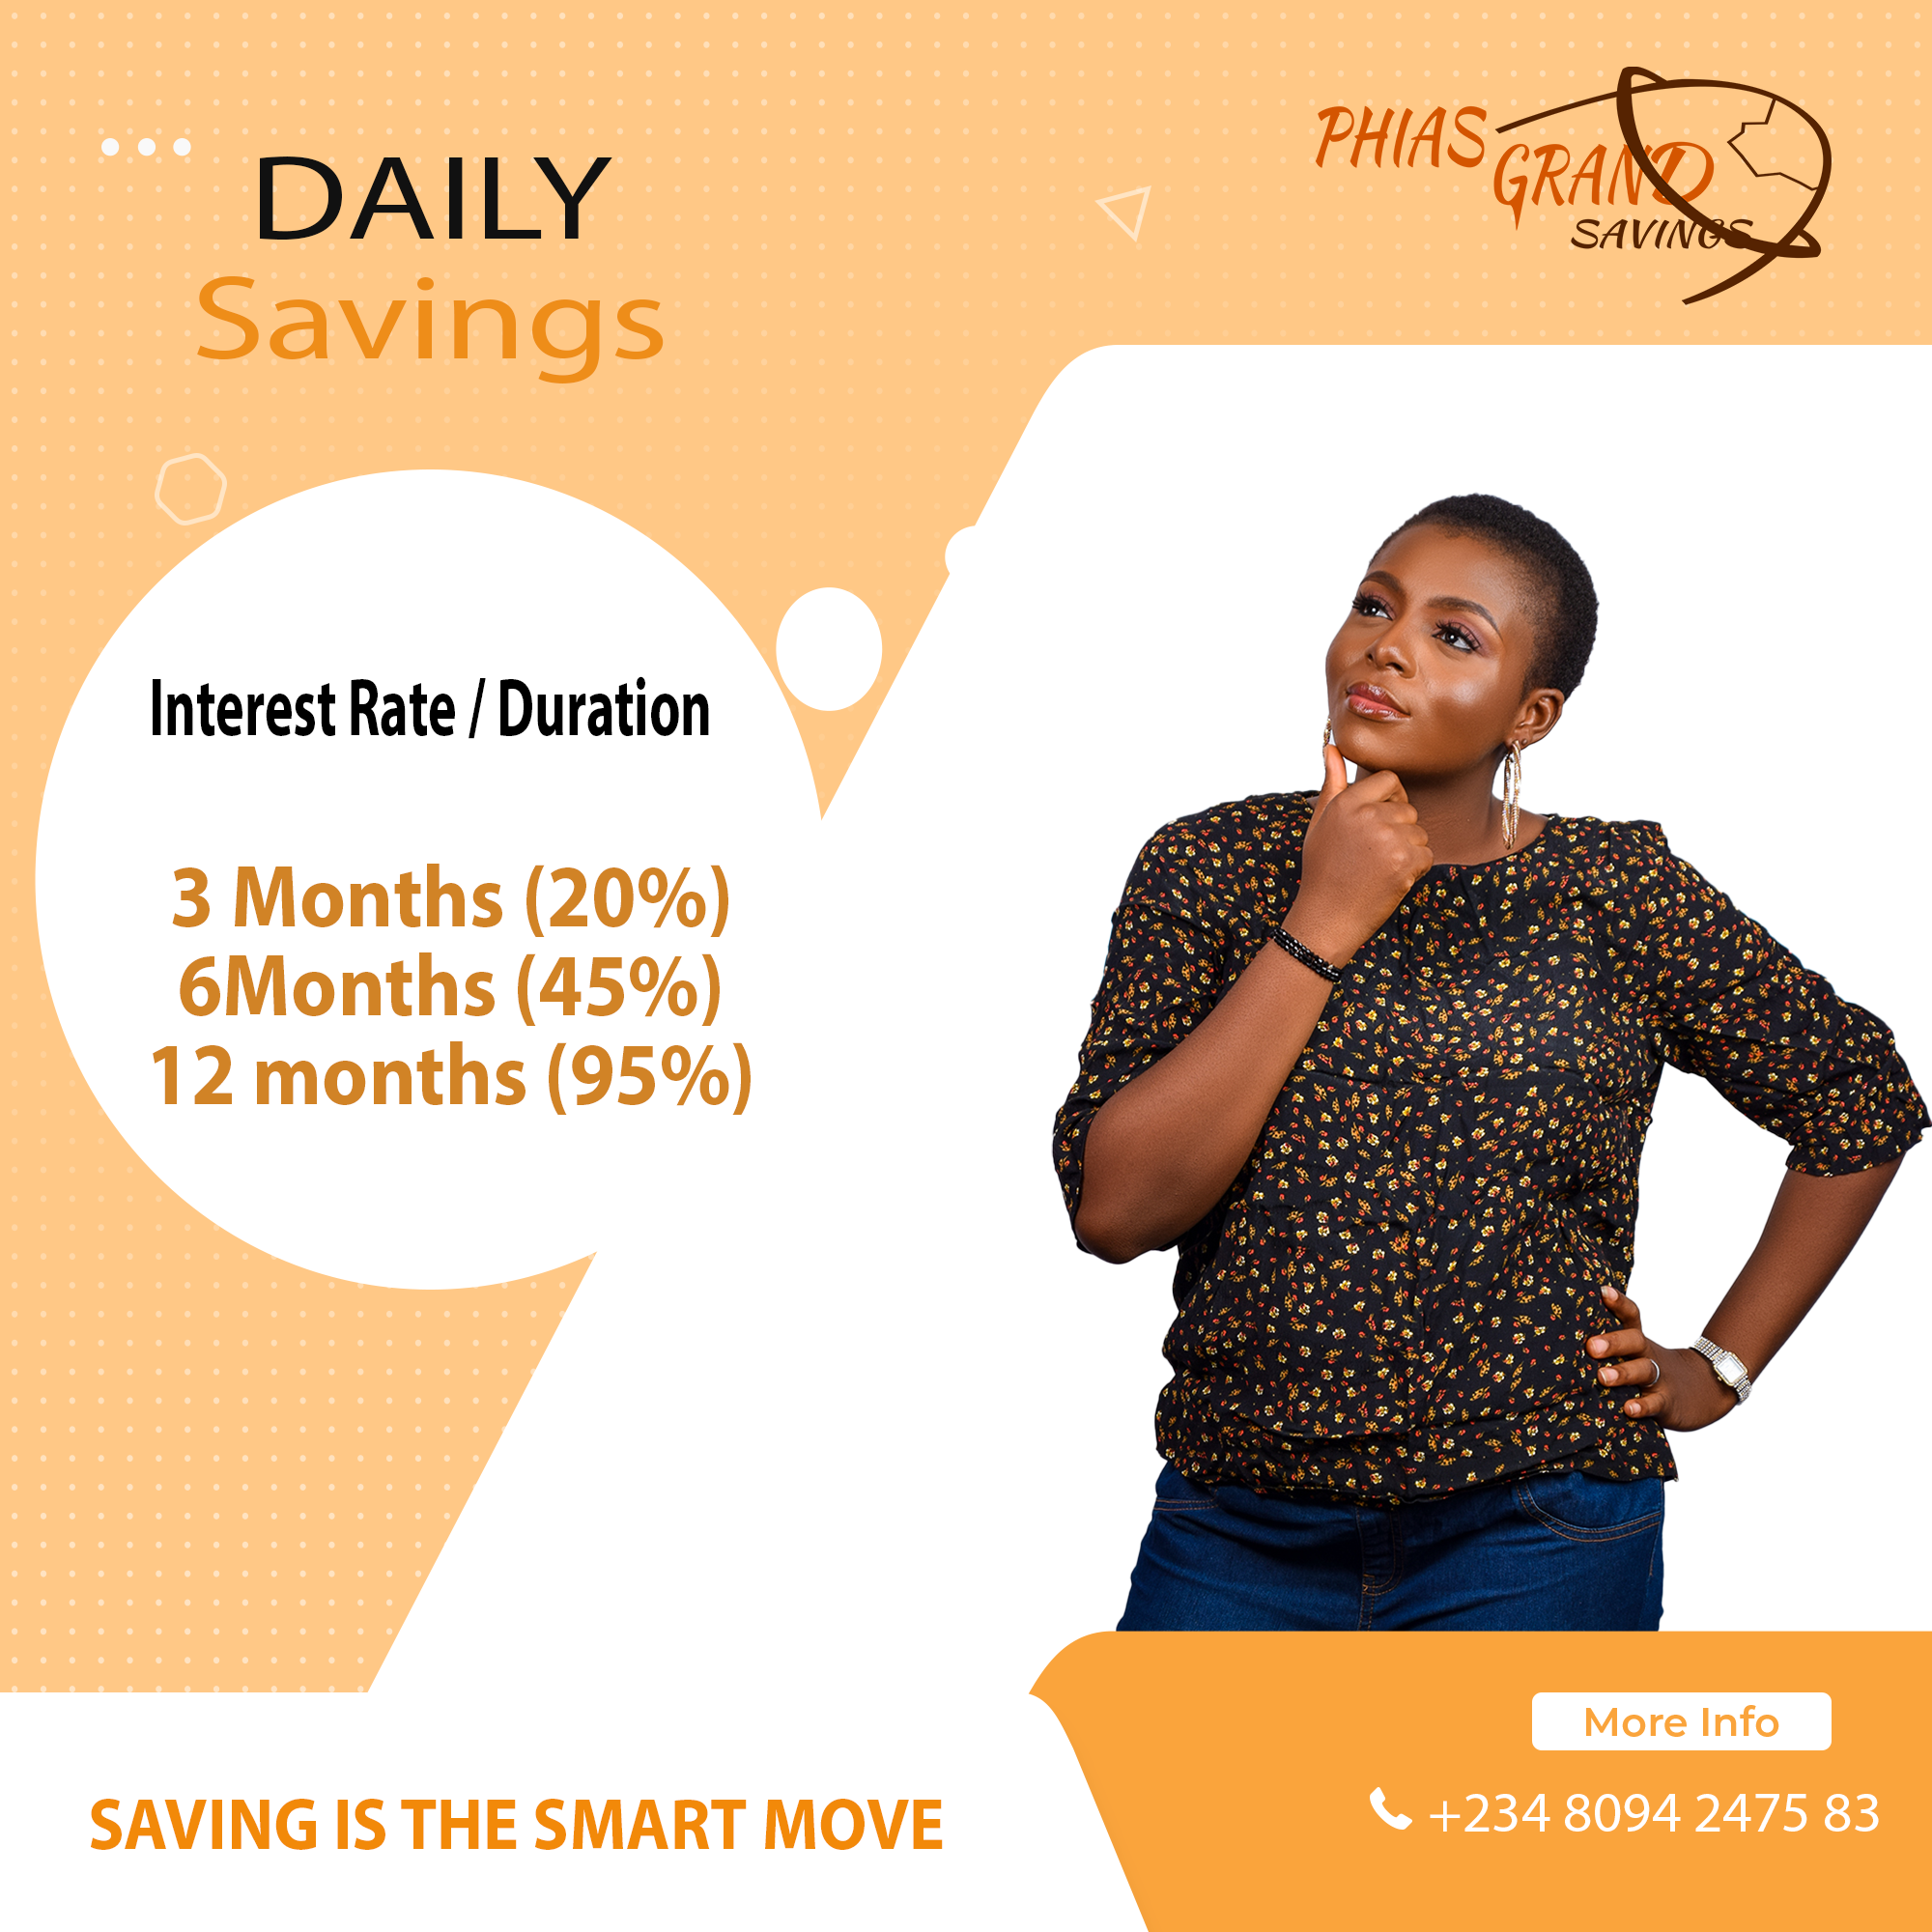 PHIAS
GRAND
SAVINGS
DAILY
Savings
Interest Rate / Duration
3 Months (20%)
6Months (45%)
12 months (95%)
SAVING IS THE SMART MOVE
More Info
+234 8094 2475 83